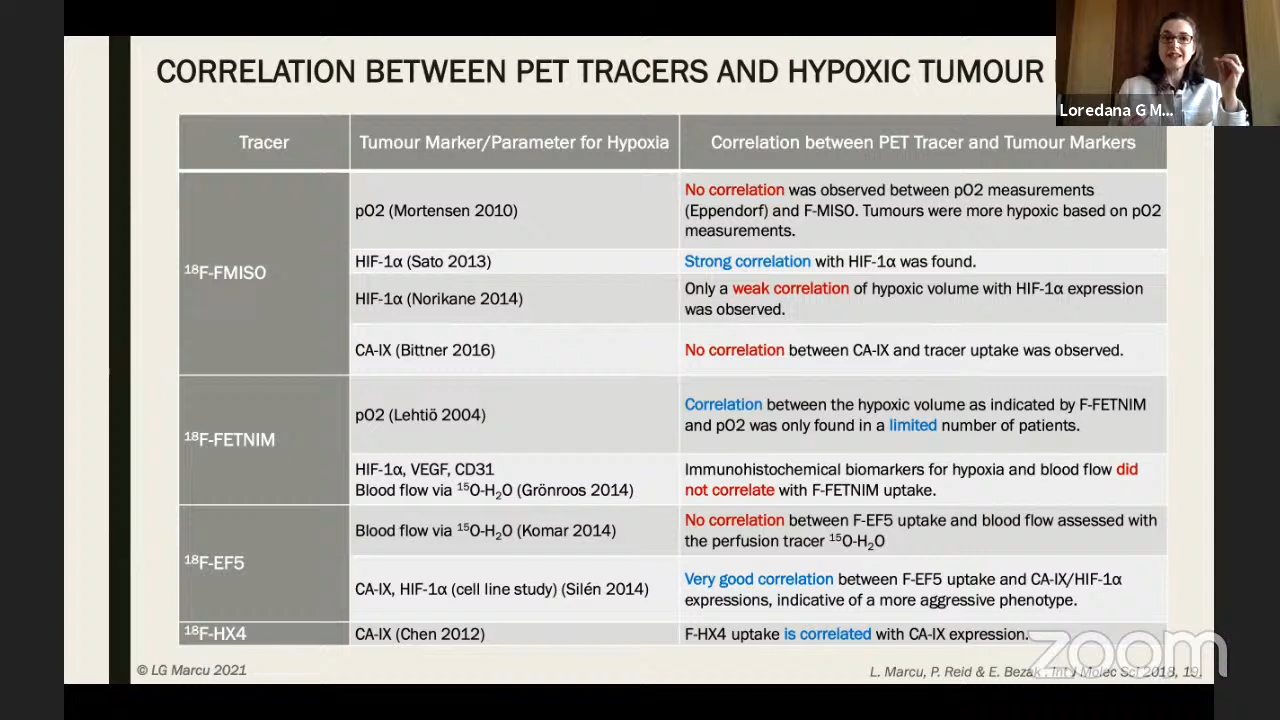 CORRELATION BETWEEN PET TRACERS AND HYPOXIC TUMOUR
Loredana G M...
Tracer
Tumour Marker/Parameter for Hypoxia
Correlation between PET Tracer and Tumour Markers
¹⁸F-FMISO
pO2 (Mortensen 2010)
No correlation was observed between pO2 measurements
(Eppendorf) and F-MISO. Tumours were more hypoxic based on pO2
measurements.
HIF-1α (Sato 2013)
Strong correlation with HIF-1α was found.
HIF-1α (Norikane 2014)
Only a weak correlation of hypoxic volume with HIF-1α expression
was observed.
CA-IX (Bittner 2016)
No correlation between CA-IX and tracer uptake was observed.
¹⁸F-FETNIM
pO2 (Lehtiö 2004)
Correlation between the hypoxic volume as indicated by F-FETNIM
and pO2 was only found in a limited number of patients.
HIF-1α, VEGF, CD31
Blood flow via ¹⁵O-H₂O (Grönroos 2014)
Immunohistochemical biomarkers for hypoxia and blood flow did
not correlate with F-FETNIM uptake.
¹⁸F-EF5
Blood flow via ¹⁵O-H₂O (Komar 2014)
No correlation between F-EF5 uptake and blood flow assessed with
the perfusion tracer ¹⁵O-H₂O
CA-IX, HIF-1α (cell line study) (Silén 2014)
Very good correlation between F-EF5 uptake and CA-IX/HIF-1α
expressions, indicative of a more aggressive phenotype.
¹⁸F-HX4
CA-IX (Chen 2012)
F-HX4 uptake is correlated with CA-IX expression.
zoom
© LG Marcu 2021
L. Marcu, P. Reid & E. Bezak. Int J Molec Sci 2018, 19.